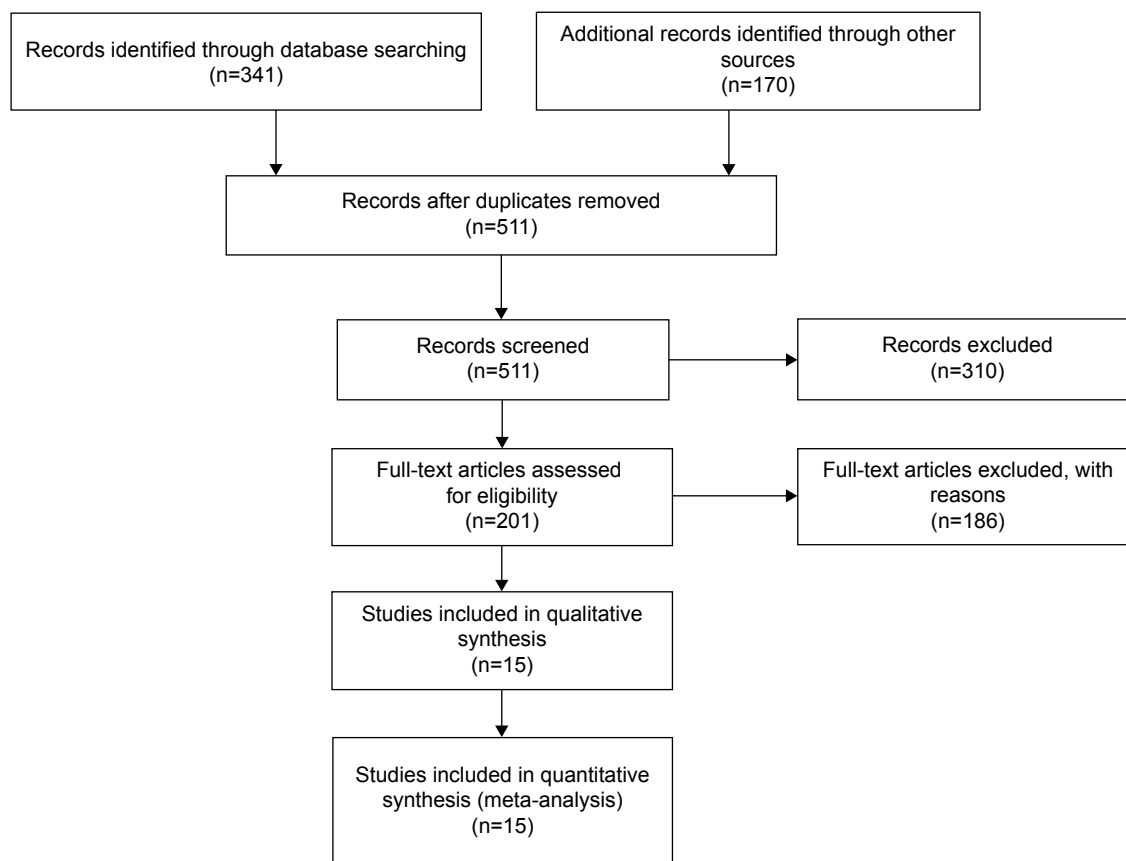 Records identified through database searching
(n=341)
Additional records identified through other
sources
(n=170)
Records after duplicates removed
(n=511)
Records screened
(n=511)
Records excluded
(n=310)
Full-text articles assessed
for eligibility
(n=201)
Full-text articles excluded, with
reasons
(n=186)
Studies included in qualitative
synthesis
(n=15)
Studies included in quantitative
synthesis (meta-analysis)
(n=15)